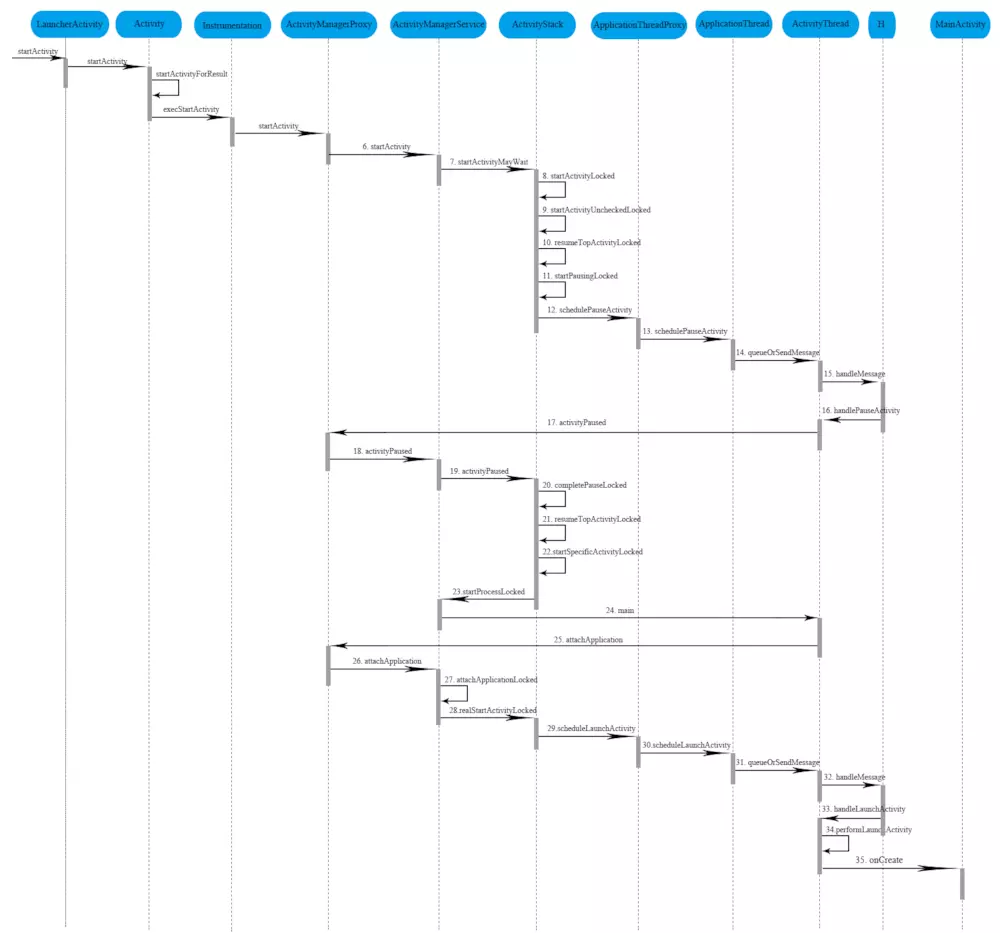 LauncherActivity
Activity
Instrumentation
ActivityManagerProxy
ActivityManagerService
ActivityStack
ApplicationThreadProxy
ApplicationThread
ActivityThread
H
MainActivity
startActivity
startActivity
startActivityForResult
execStartActivity
startActivity
6. startActivity
7. startActivityMayWait
8. startActivityLocked
9. startActivityUncheckedLocked
10. resumeTopActivityLocked
11. startPausingLocked
12. schedulePauseActivity
13. schedulePauseActivity
14. queueOrSendMessage
15. handleMessage
16. handlePauseActivity
17. activityPaused
18. activityPaused
19. activityPaused
20. completePauseLocked
21. resumeTopActivityLocked
22.startSpecificActivityLocked
23.startProcessLocked
24. main
25. attachApplication
26. attachApplication
27. attachApplicationLocked
28.realStartActivityLocked
29.scheduleLaunchActivity
30.scheduleLaunchActivity
31. queueOrSendMessage
32. handleMessage
33. handleLaunchActivity
34.performLaunchActivity
35. onCreate